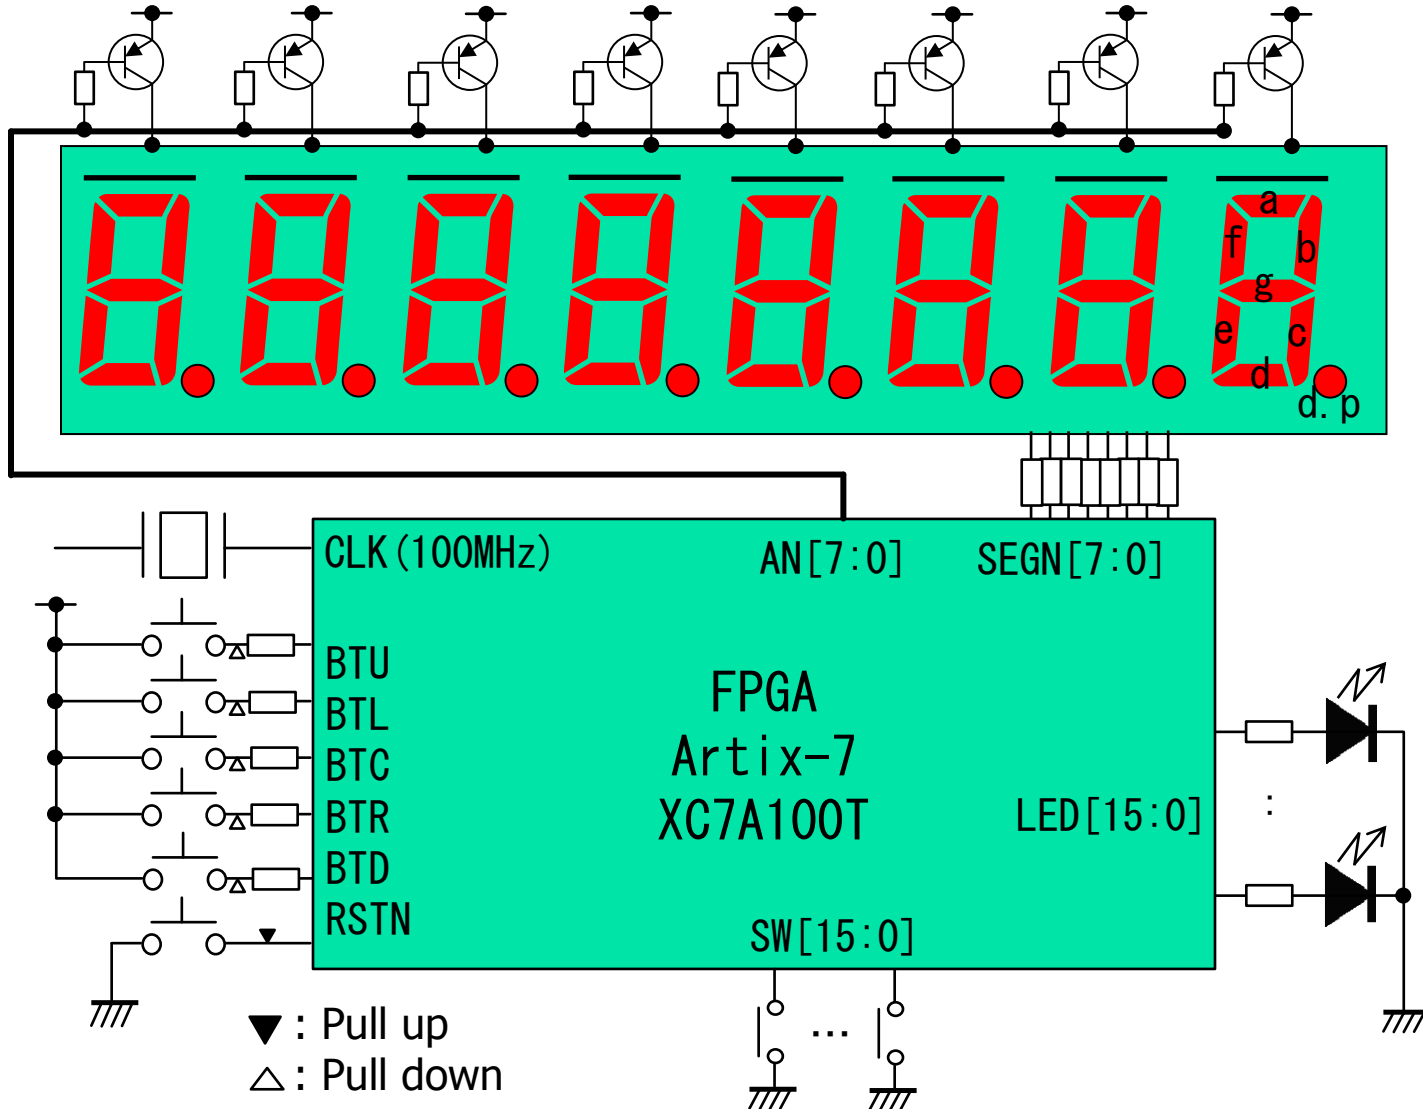 a
f
b
g
e
c
d
d.p
CLK(100MHz)
AN[7:0]
SEGN[7:0]
BTU
BTL
BTC
BTR
BTD
RSTN
FPGA
Artix-7
XC7A100T
LED[15:0]
:
SW[15:0]
...
▼: Pull up
△: Pull down